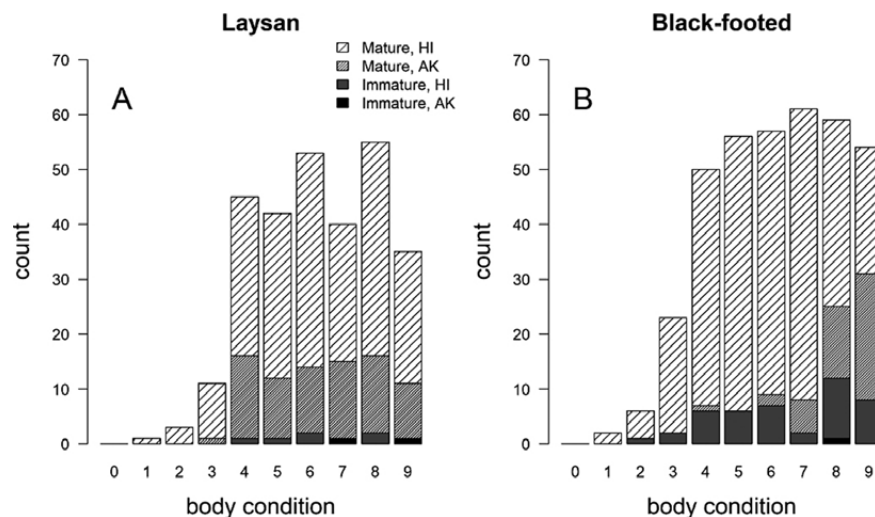 Laysan
Black-footed
Mature, HI
Mature, AK
Immature, HI
Immature, AK
A
B
count
70
60
50
40
30
20
10
0
0 1 2 3 4 5 6 7 8 9
body condition
count
70
60
50
40
30
20
10
0
0 1 2 3 4 5 6 7 8 9
body condition